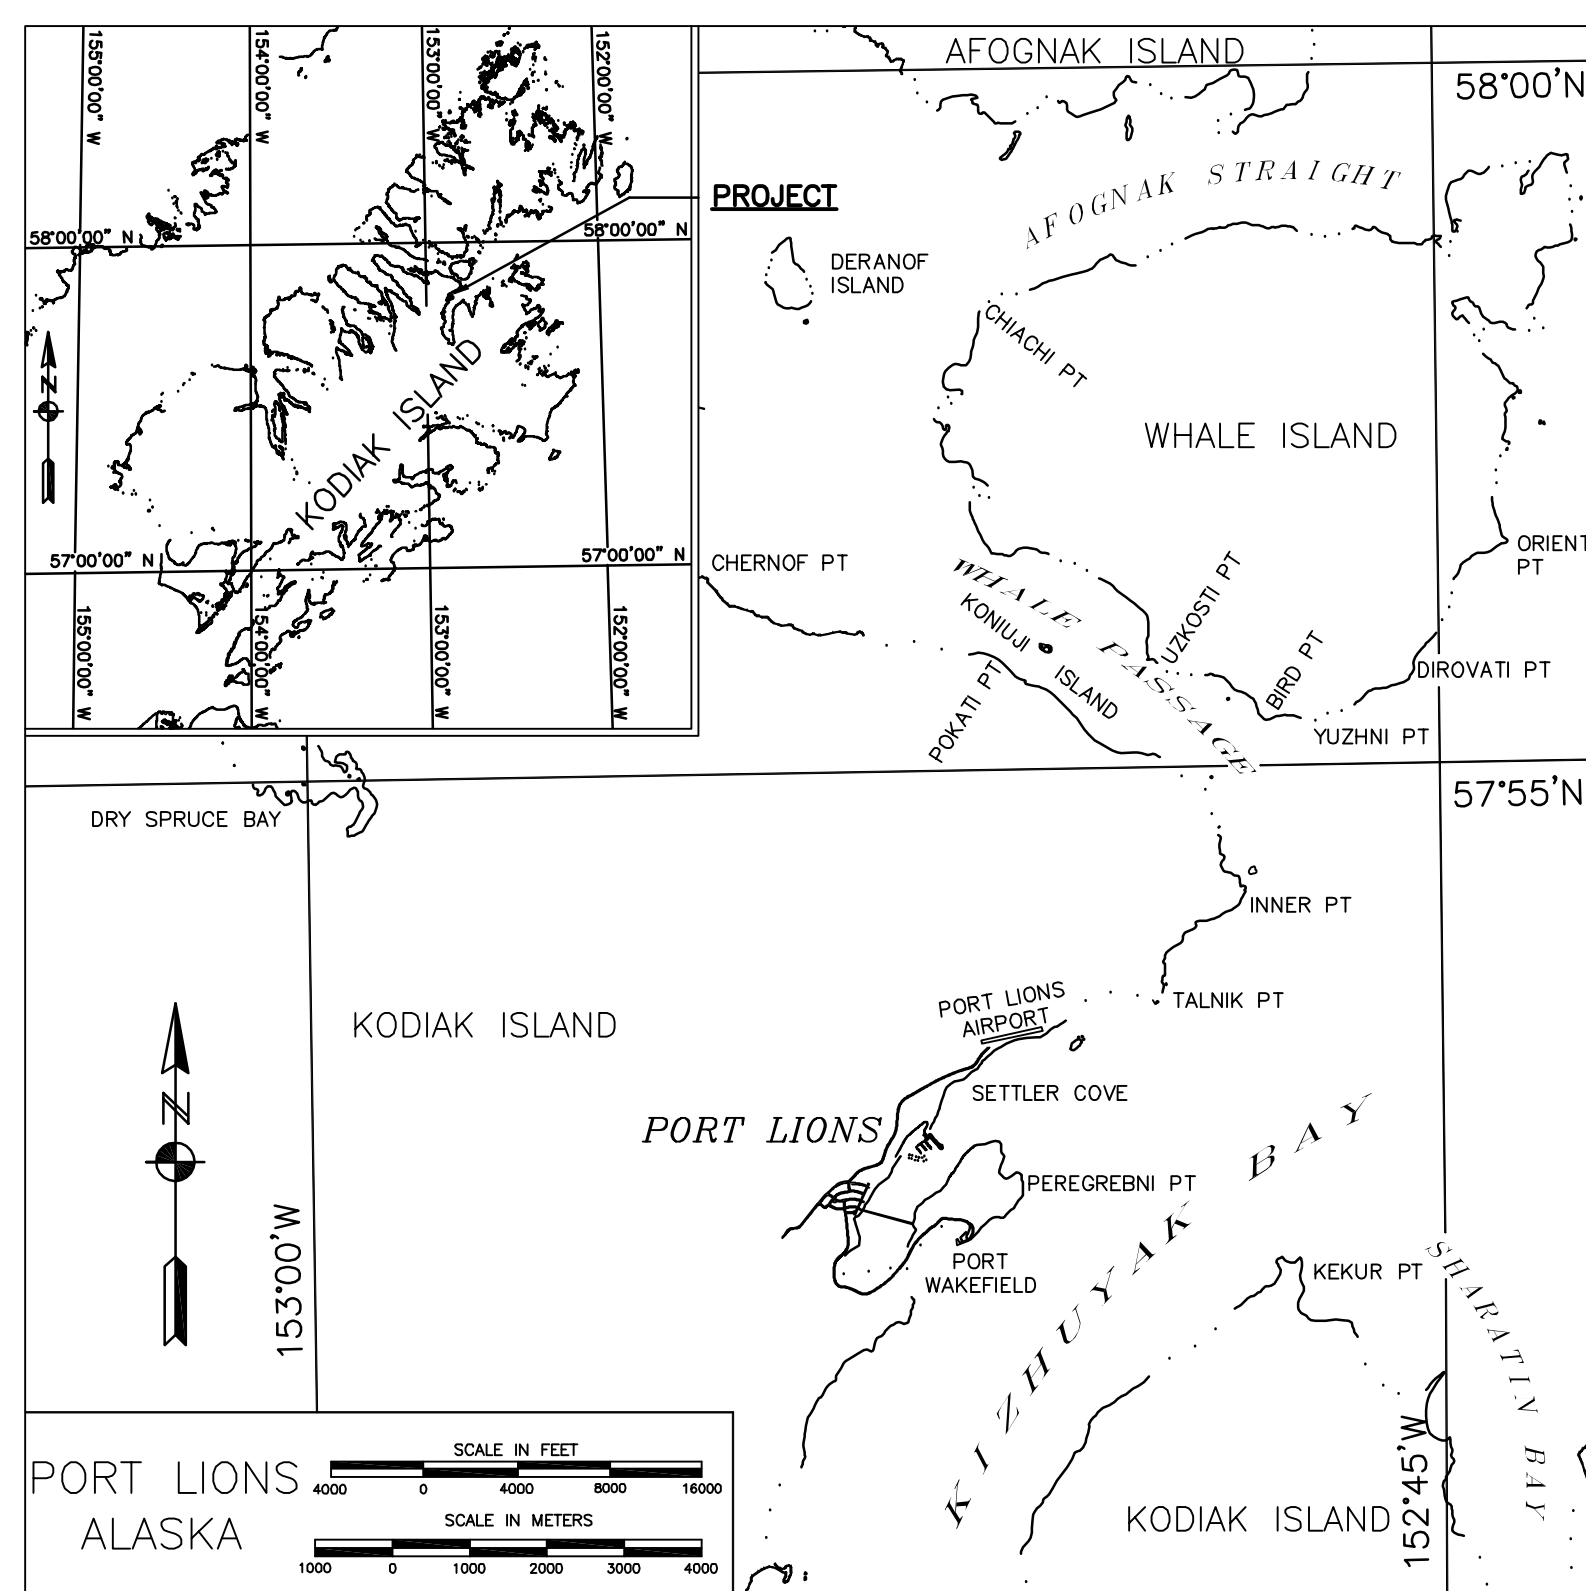 155°00'00" W
154°00'00" W
153°00'00" W
152°00'00" W
58°00'00" N
58°00'00" N
N
KODIAK ISLAND
57°00'00" N
57°00'00" N
155°00'00" W
154°00'00" W
153°00'00" W
152°00'00" W
AFOGNAK ISLAND
58°00'N
AFOGNAK STRAIGHT
PROJECT
DERANOF
ISLAND
CHIACHI PT
WHALE ISLAND
CHERNOF PT
ORIENT
PT
WHALE PASSAGE
KONIUJI
ISLAND
UZKOSTI PT
BIRD PT
DIROVATI PT
POKATI PT
YUZHNI PT
57°55'N
DRY SPRUCE BAY
INNER PT
TALNIK PT
PORT LIONS
AIRPORT
KODIAK ISLAND
N
SETTLER COVE
PORT LIONS
KIZHUYAK BAY
PEREGREBNI PT
153°00'W
PORT
WAKEFIELD
KEKUR PT
SHARATIN BAY
152°45'W
KODIAK ISLAND
PORT LIONS
ALASKA
SCALE IN FEET
4000 0 4000 8000 16000
SCALE IN METERS
1000 0 1000 2000 3000 4000